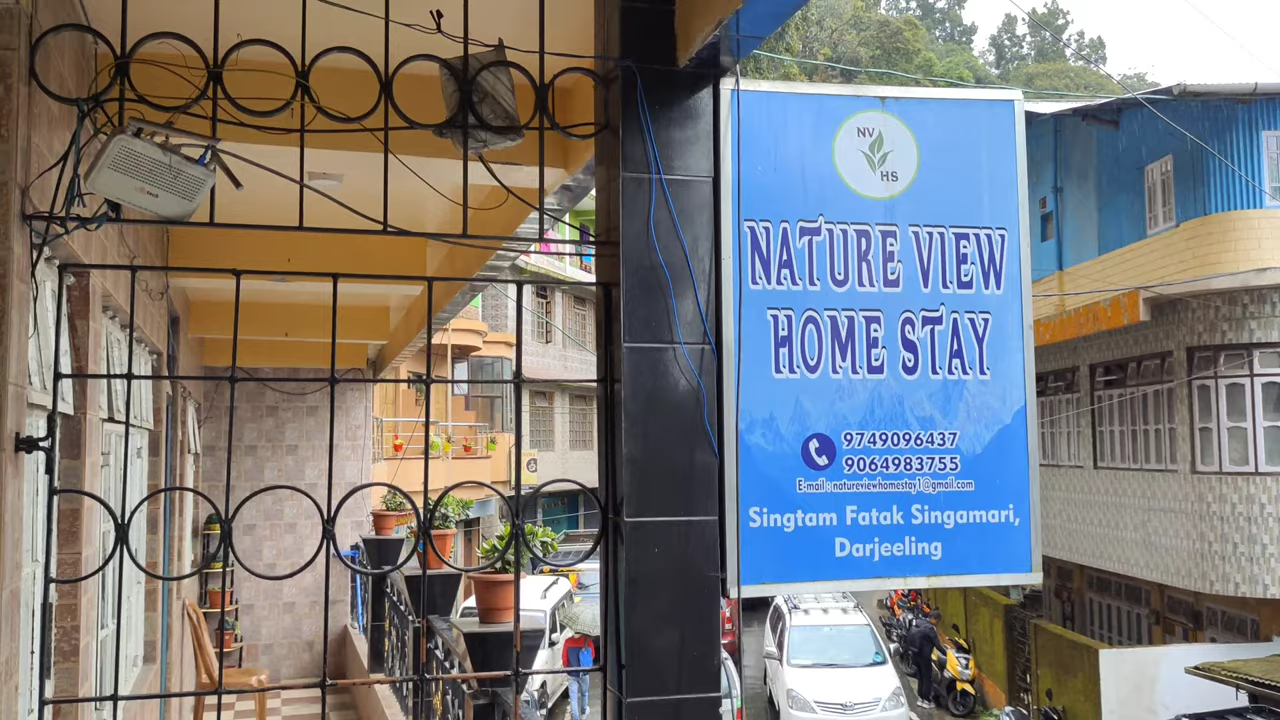 NV
HS
NATURE VIEW
HOME STAY
9749096437
9064983755
E-mail : natureviewhomestay1@gmail.com
Singtam Fatak Singamari,
Darjeeling